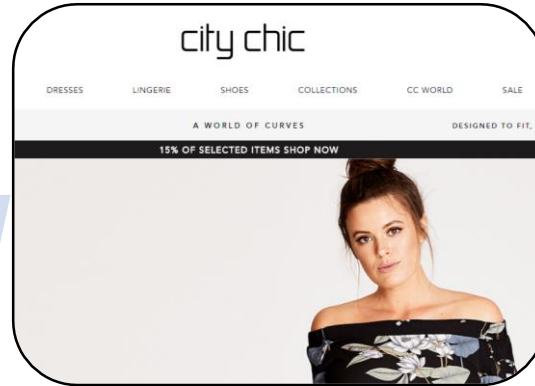 city chic
DRESSES LINGERIE SHOES COLLECTIONS CC WORLD SALE
A WORLD OF CURVES DESIGNED TO FIT,
15% OF SELECTED ITEMS SHOP NOW